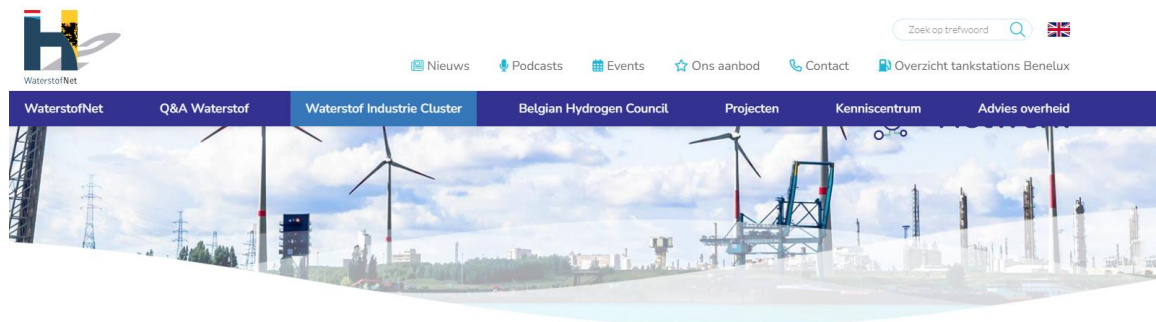 Zoek op trefwoord
Nieuws
Podcasts
Events
Ons aanbod
Contact
Overzicht tankstations Benelux
WaterstofNet
WaterstofNet
Q&A Waterstof
Waterstof Industrie Cluster
Belgian Hydrogen Council
Projecten
Kenniscentrum
Advies overheid